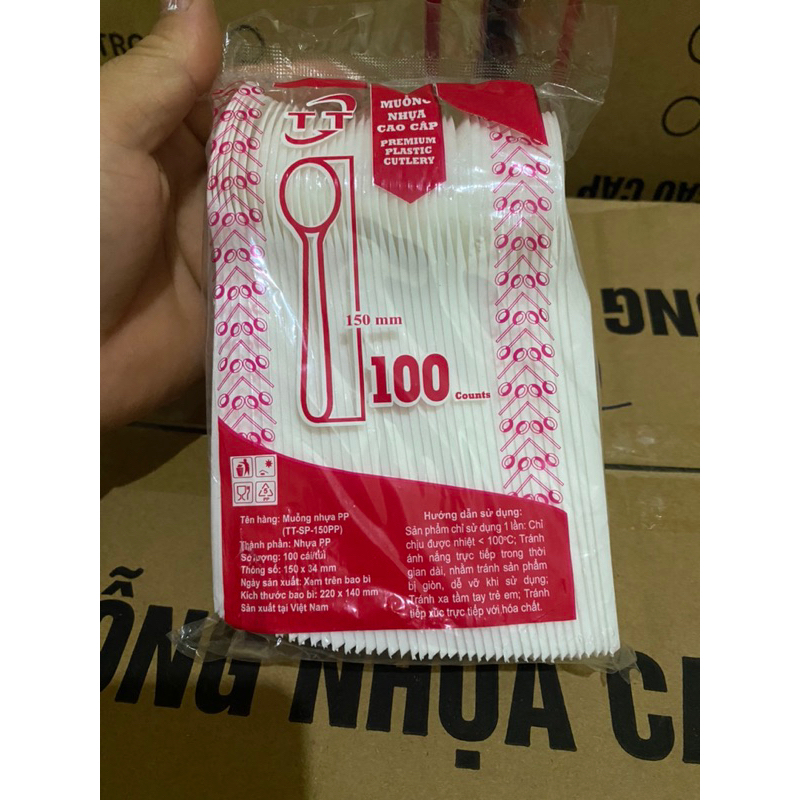 TRO
TT
MUỖNG
NHỰA
CAO CẤP
PREMIUM
PLASTIC
CUTLERY
CAO CẤP
150 mm
100 Counts
ỒNG
5
PP
Tên hàng: Muỗng nhựa PP
(TT-SP-150PP)
Thành phần: Nhựa PP
Số lượng: 100 cái/túi
Thông số: 150 x 34 mm
Ngày sản xuất: Xem trên bao bì
Kích thước bao bì: 220 x 140 mm
Sản xuất tại Việt Nam
Hướng dẫn sử dụng:
Sản phẩm chỉ sử dụng 1 lần: Chỉ
chịu được nhiệt < 100ºC; Tránh
ánh nắng trực tiếp trong thời
gian dài, nhằm tránh sản phẩm
bị giòn, dễ vỡ khi sử dụng;
Tránh xa tầm tay trẻ em; Tránh
tiếp xúc trực tiếp với hóa chất.
ỖNG NHỰA C